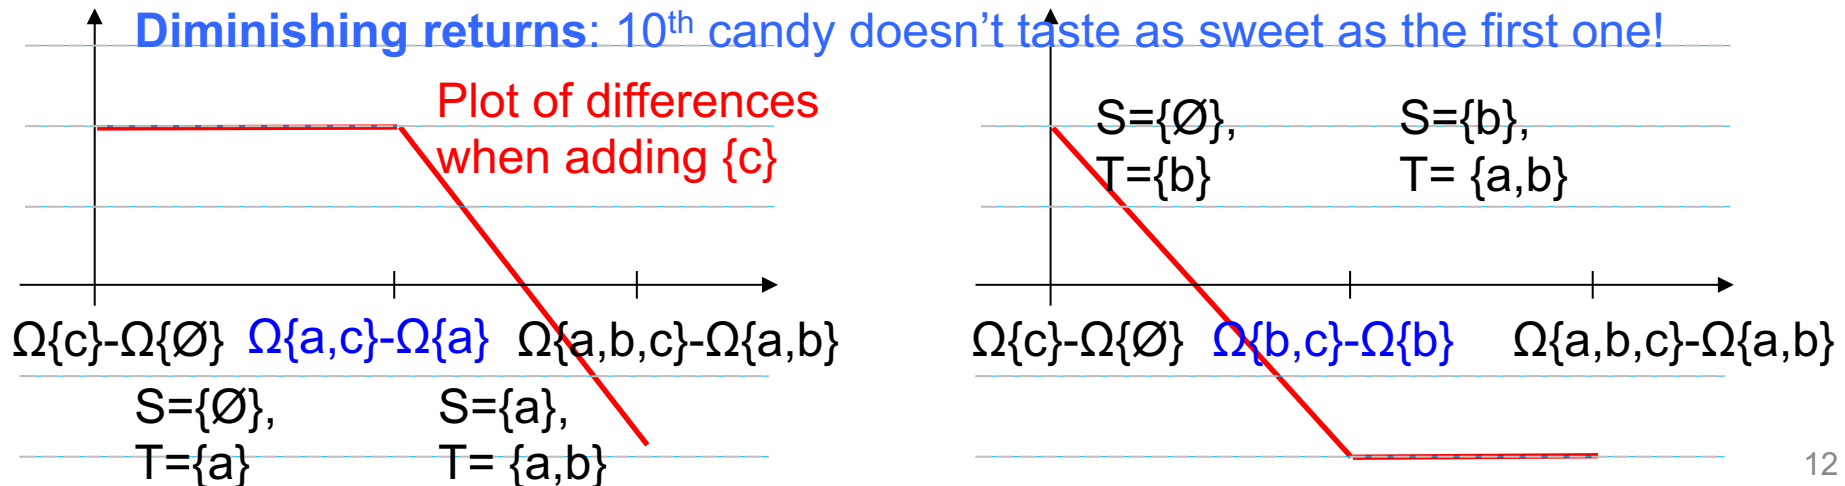 Diminishing returns: 10th candy doesn’t taste as sweet as the first one!
Plot of differences
when adding {c}
Ω{c}-Ω{Ø} Ω{a,c}-Ω{a} Ω{a,b,c}-Ω{a,b}
S={Ø}, S={a},
T={a} T= {a,b}
S={Ø}, S={b},
T={b} T= {a,b}
Ω{c}-Ω{Ø} Ω{b,c}-Ω{b} Ω{a,b,c}-Ω{a,b}
12